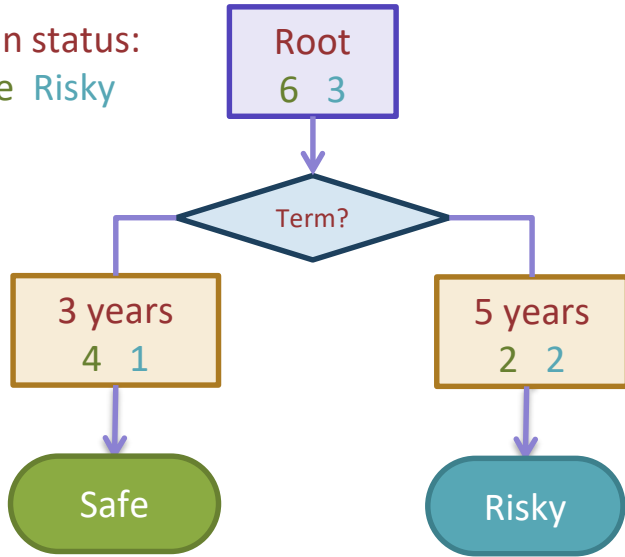 n status:
e Risky
Root
6 3
Term?
3 years
4 1
5 years
2 2
Safe
Risky